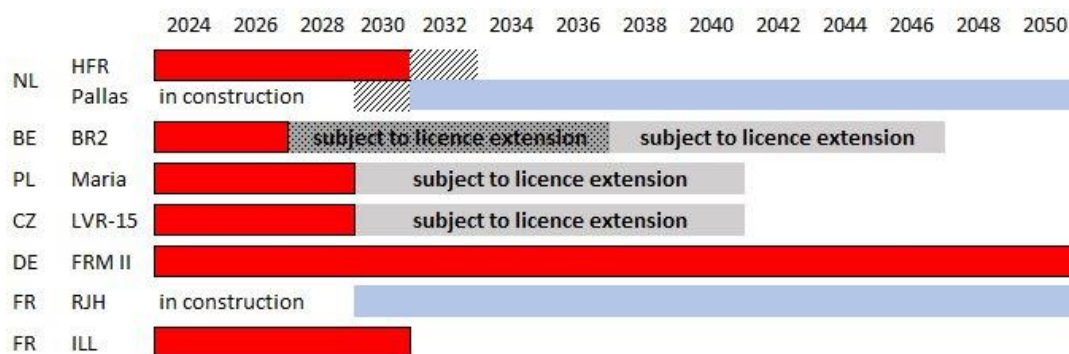 2024 2026 2028 2030 2032 2034 2036 2038 2040 2042 2044 2046 2048 2050
NL HFR
Pallas in construction
BE BR2 subject to licence extension subject to licence extension
PL Maria subject to licence extension
CZ LVR-15 subject to licence extension
DE FRM II
FR RJH in construction
FR ILL